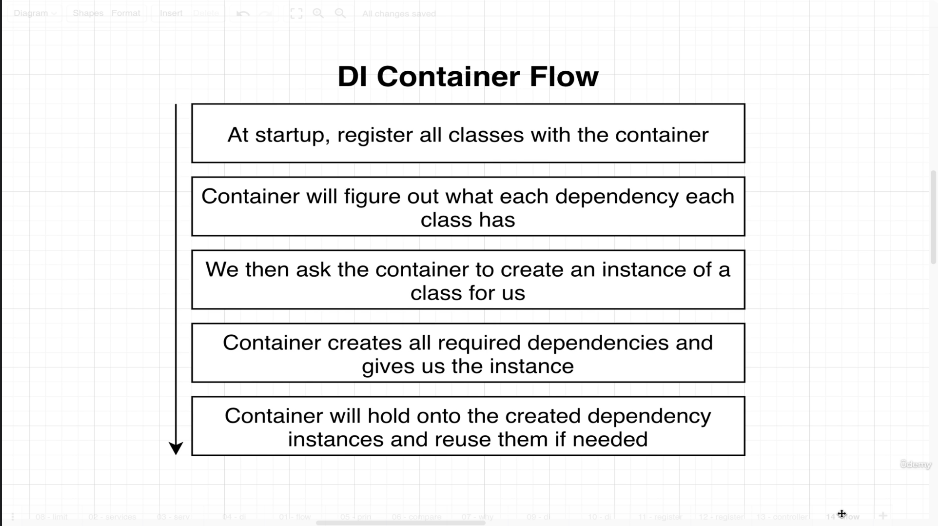 Diagram Shapes Format Insert
All changes saved
DI Container Flow
At startup, register all classes with the container
Container will figure out what each dependency each
class has
We then ask the container to create an instance of a
class for us
Container creates all required dependencies and
gives us the instance
Container will hold onto the created dependency
instances and reuse them if needed
Udemy